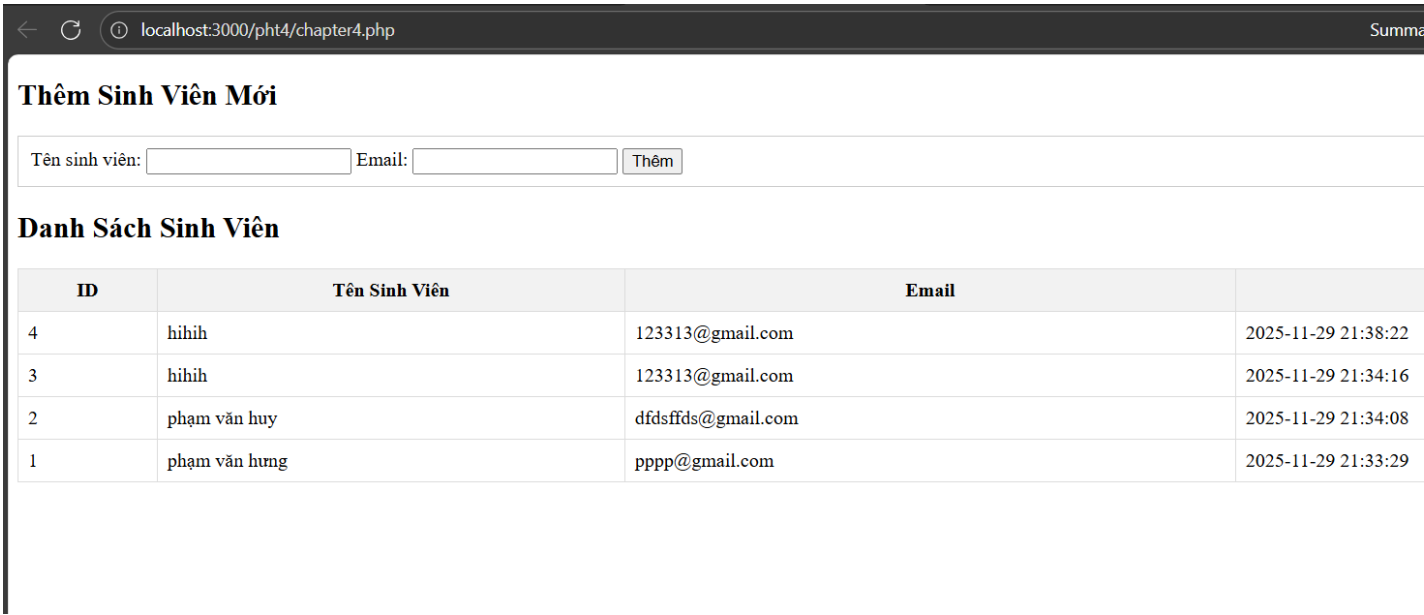 localhost:3000/pht4/chapter4.php Summa
Thêm Sinh Viên Mới
Tên sinh viên: Email: Thêm
Danh Sách Sinh Viên
ID Tên Sinh Viên Email
4 hihih 123313@gmail.com 2025-11-29 21:38:22
3 hihih 123313@gmail.com 2025-11-29 21:34:16
2 phạm văn huy dfdsffds@gmail.com 2025-11-29 21:34:08
1 phạm văn hưng pppp@gmail.com 2025-11-29 21:33:29